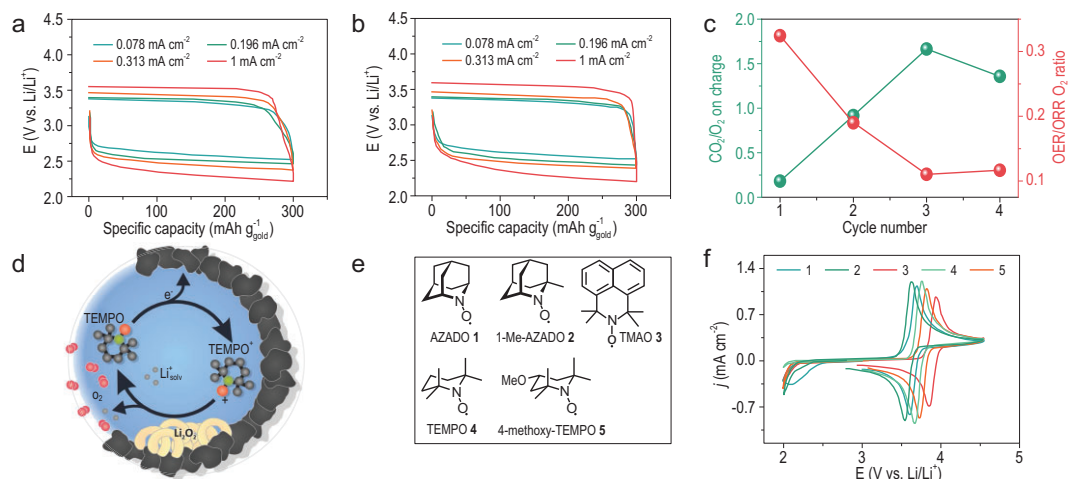 a
4.5
4.0
3.5
3.0
2.5
2.0
E (V vs. Li/Li⁺)
0.078 mA cm⁻²
0.196 mA cm⁻²
0.313 mA cm⁻²
1 mA cm⁻²
0
100
200
300
Specific capacity (mAh g⁻¹gold)
b
4.5
4.0
3.5
3.0
2.5
2.0
E (V vs. Li/Li⁺)
0.078 mA cm⁻²
0.196 mA cm⁻²
0.313 mA cm⁻²
1 mA cm⁻²
0
100
200
300
Specific capacity (mAh g⁻¹gold)
c
2.0
1.5
1.0
0.5
0.0
CO₂/O₂ on charge
0.3
0.2
0.1
OER/ORR O₂ ratio
1
2
3
4
Cycle number
d
e⁻
TEMPO
TEMPO⁺
Li⁺solv
O₂
+
Li₂O₂
e
N
O•
AZADO 1
N
O•
1-Me-AZADO 2
N
O•
TMAO 3
N
O•
TEMPO 4
MeO
N
O•
4-methoxy-TEMPO 5
f
1 2 3 4 5
1.4
0.7
0.0
-0.7
j (mA cm⁻²)
2
3
4
5
E (V vs. Li/Li⁺)